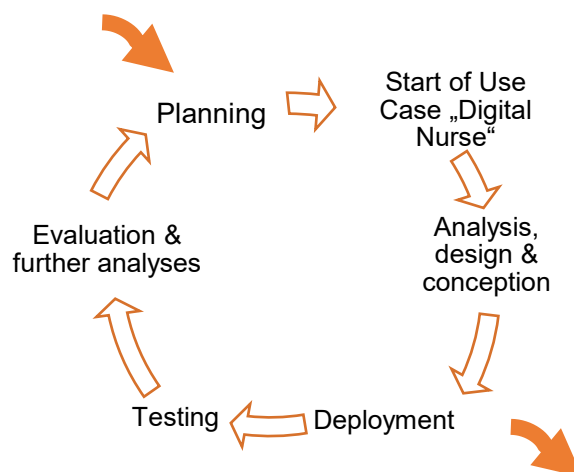 Planning
Start of Use
Case „Digital
Nurse“
Analysis,
design &
conception
Deployment
Testing
Evaluation &
further analyses